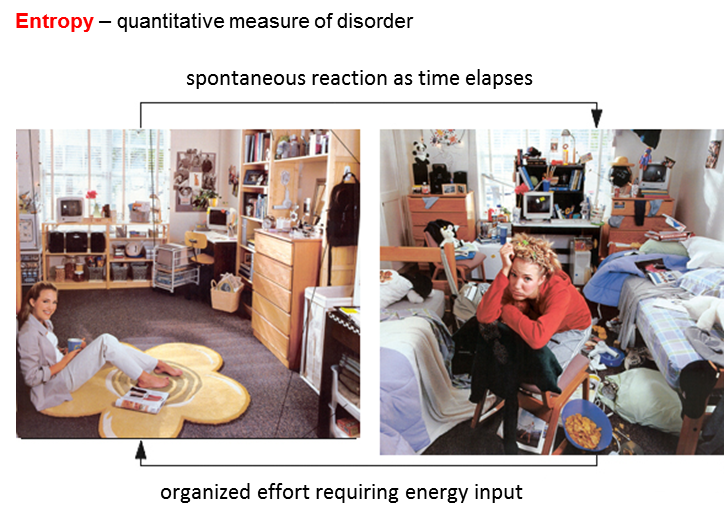 Entropy – quantitative measure of disorder
spontaneous reaction as time elapses
organized effort requiring energy input